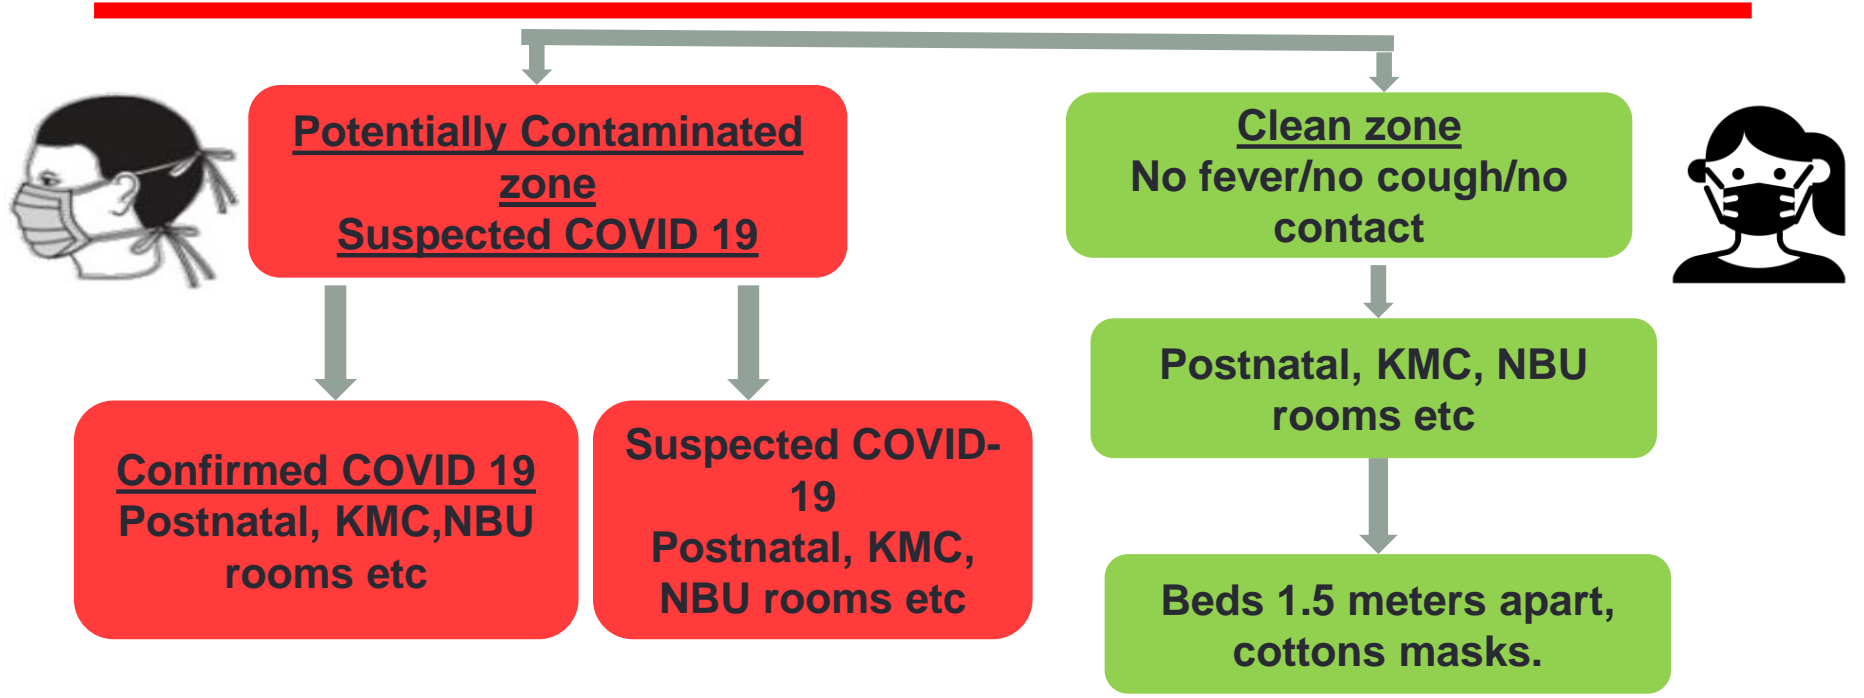 Potentially Contaminated
zone
Suspected COVID 19
Clean zone
No fever/no cough/no
contact
Postnatal, KMC, NBU
rooms etc
Confirmed COVID 19
Postnatal, KMC,NBU
rooms etc
Suspected COVID-
19
Postnatal, KMC,
NBU rooms etc
Beds 1.5 meters apart,
cottons masks.